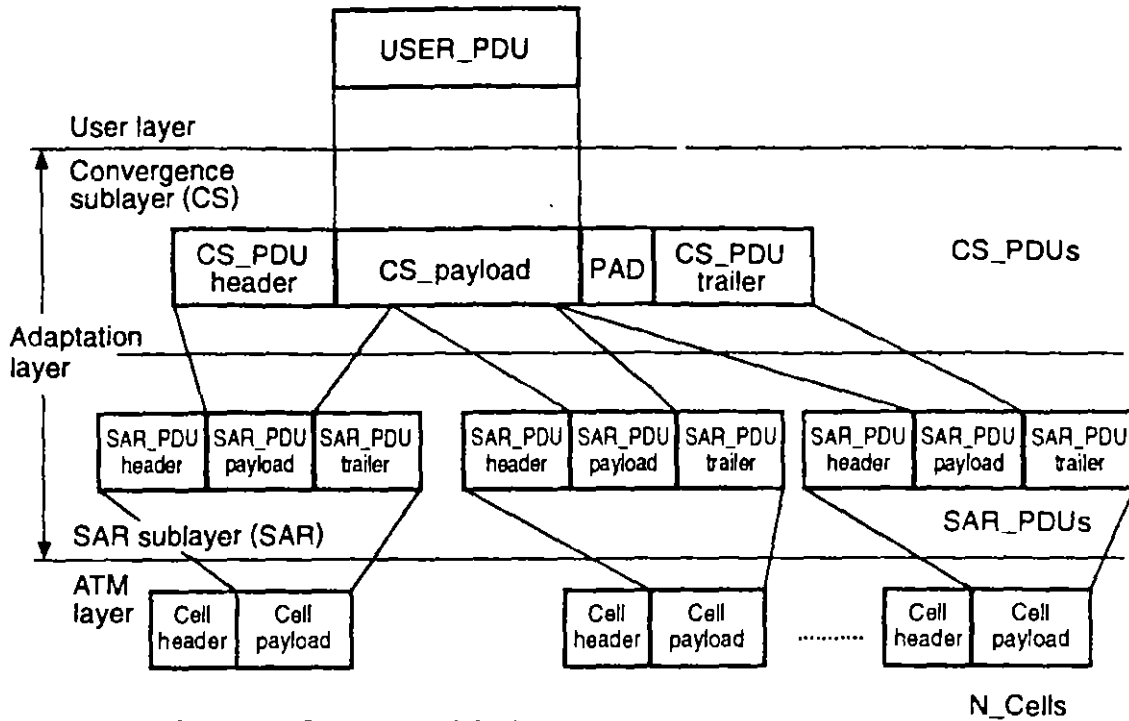 USER_PDU
User layer
Convergence
sublayer (CS)
CS_PDU
header
CS_payload
PAD
CS_PDU
trailer
CS_PDUs
Adaptation
layer
SAR_PDU
header
SAR_PDU
payload
SAR_PDU
trailer
SAR_PDU
header
SAR_PDU
payload
SAR_PDU
trailer
SAR_PDU
header
SAR_PDU
payload
SAR_PDU
trailer
SAR sublayer (SAR)
SAR_PDUs
ATM
layer
Cell
header
Cell
payload
Cell
header
Cell
payload
..........
Cell
header
Cell
payload
N_Cells